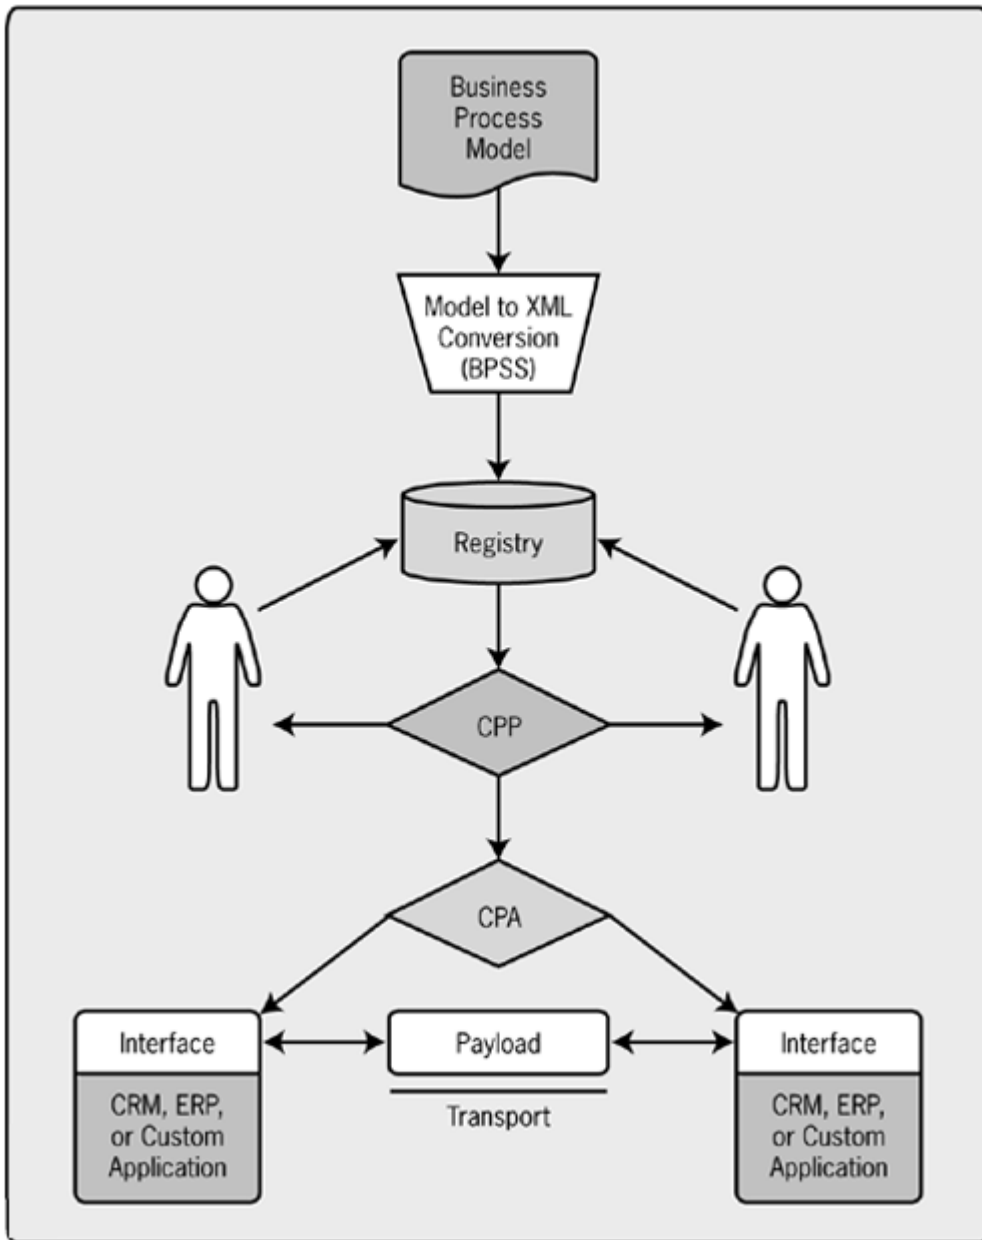 Business
Process
Model
Model to XML
Conversion
(BPSS)
Registry
CPP
CPA
Interface
CRM, ERP,
or Custom
Application
Payload
Transport
Interface
CRM, ERP,
or Custom
Application